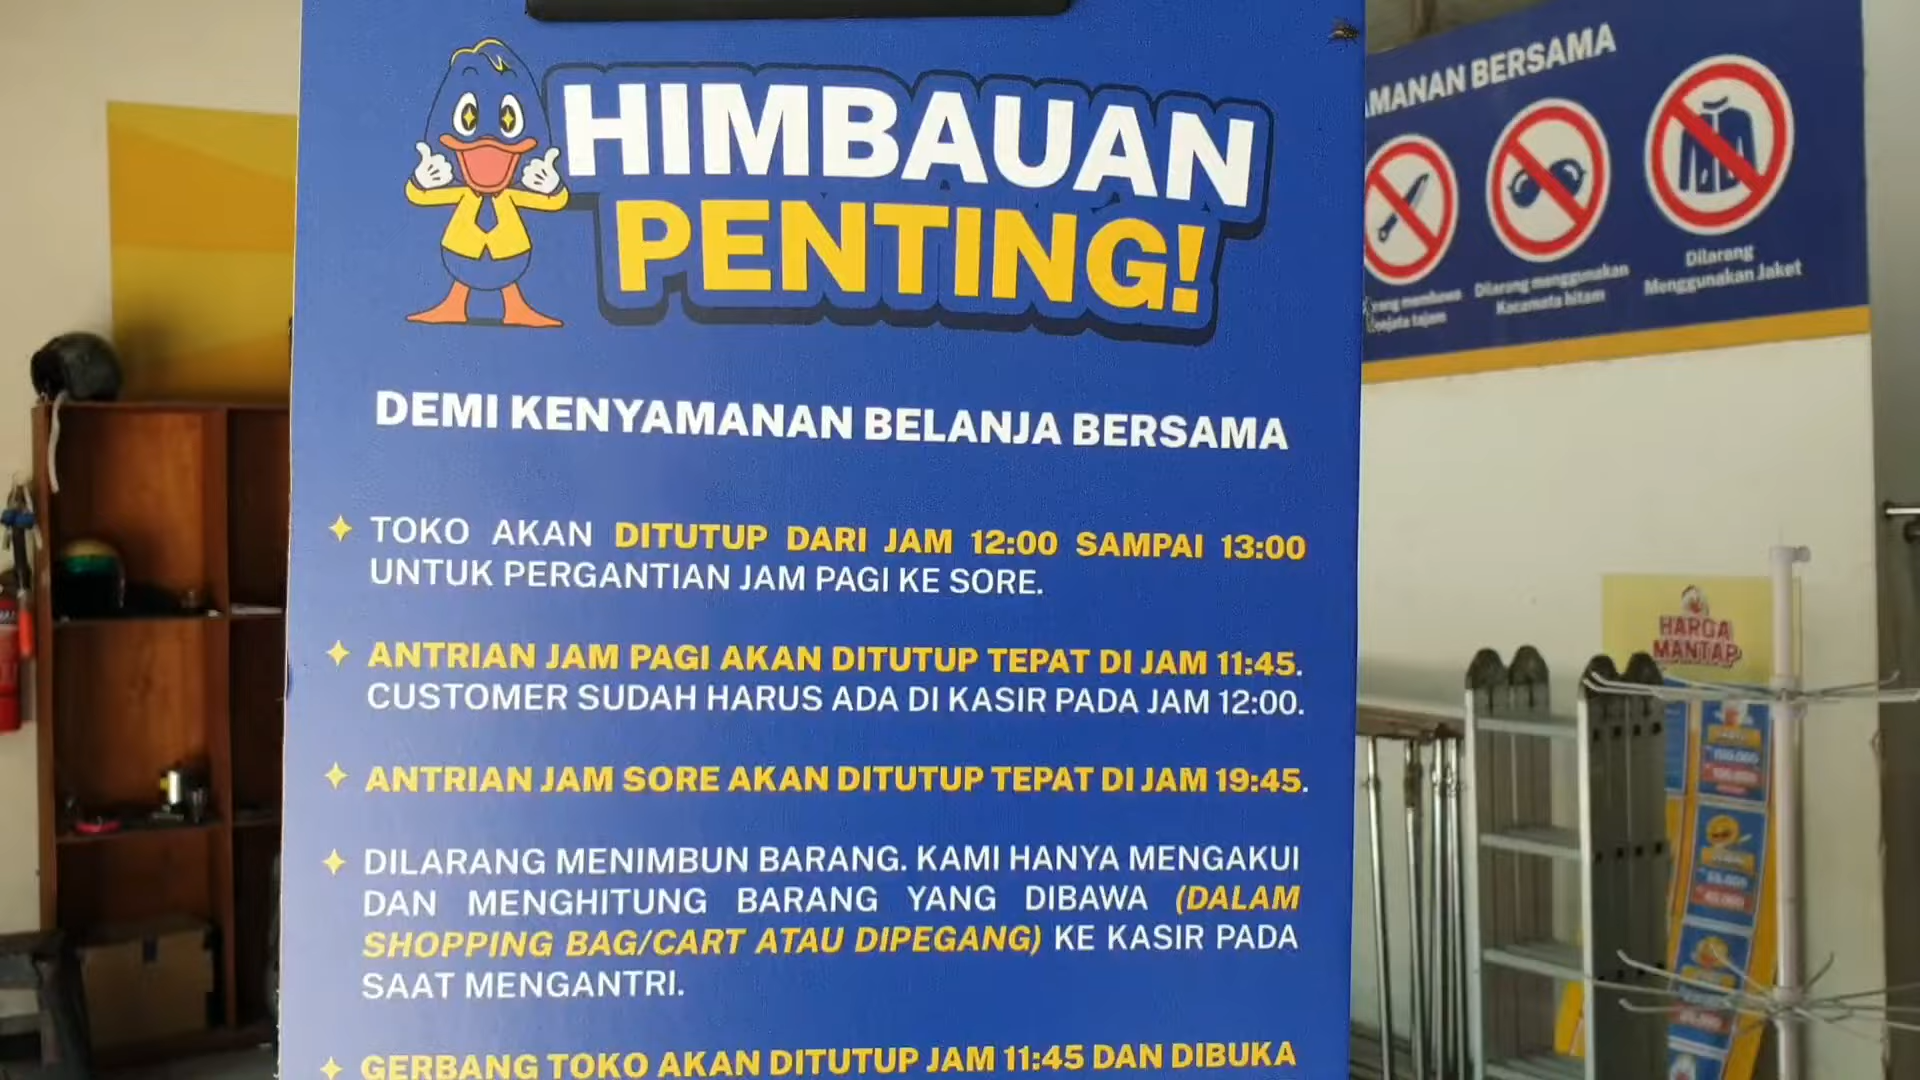 HIMBAUAN
PENTING!
DEMI KENYAMANAN BELANJA BERSAMA
TOKO AKAN DITUTUP DARI JAM 12:00 SAMPAI 13:00
UNTUK PERGANTIAN JAM PAGI KE SORE.
ANTRIAN JAM PAGI AKAN DITUTUP TEPAT DI JAM 11:45.
CUSTOMER SUDAH HARUS ADA DI KASIR PADA JAM 12:00.
ANTRIAN JAM SORE AKAN DITUTUP TEPAT DI JAM 19:45.
DILARANG MENIMBUN BARANG. KAMI HANYA MENGAKUI
DAN MENGHITUNG BARANG YANG DIBAWA (DALAM
SHOPPING BAG/CART ATAU DIPEGANG) KE KASIR PADA
SAAT MENGANTRI.
GERBANG TOKO AKAN DITUTUP JAM 11:45 DAN DIBUKA
AMANAN BERSAMA
Dilarang menggunakan
Kacamata hitam
Dilarang
Menggunakan Jaket
HARGA
MANTAP